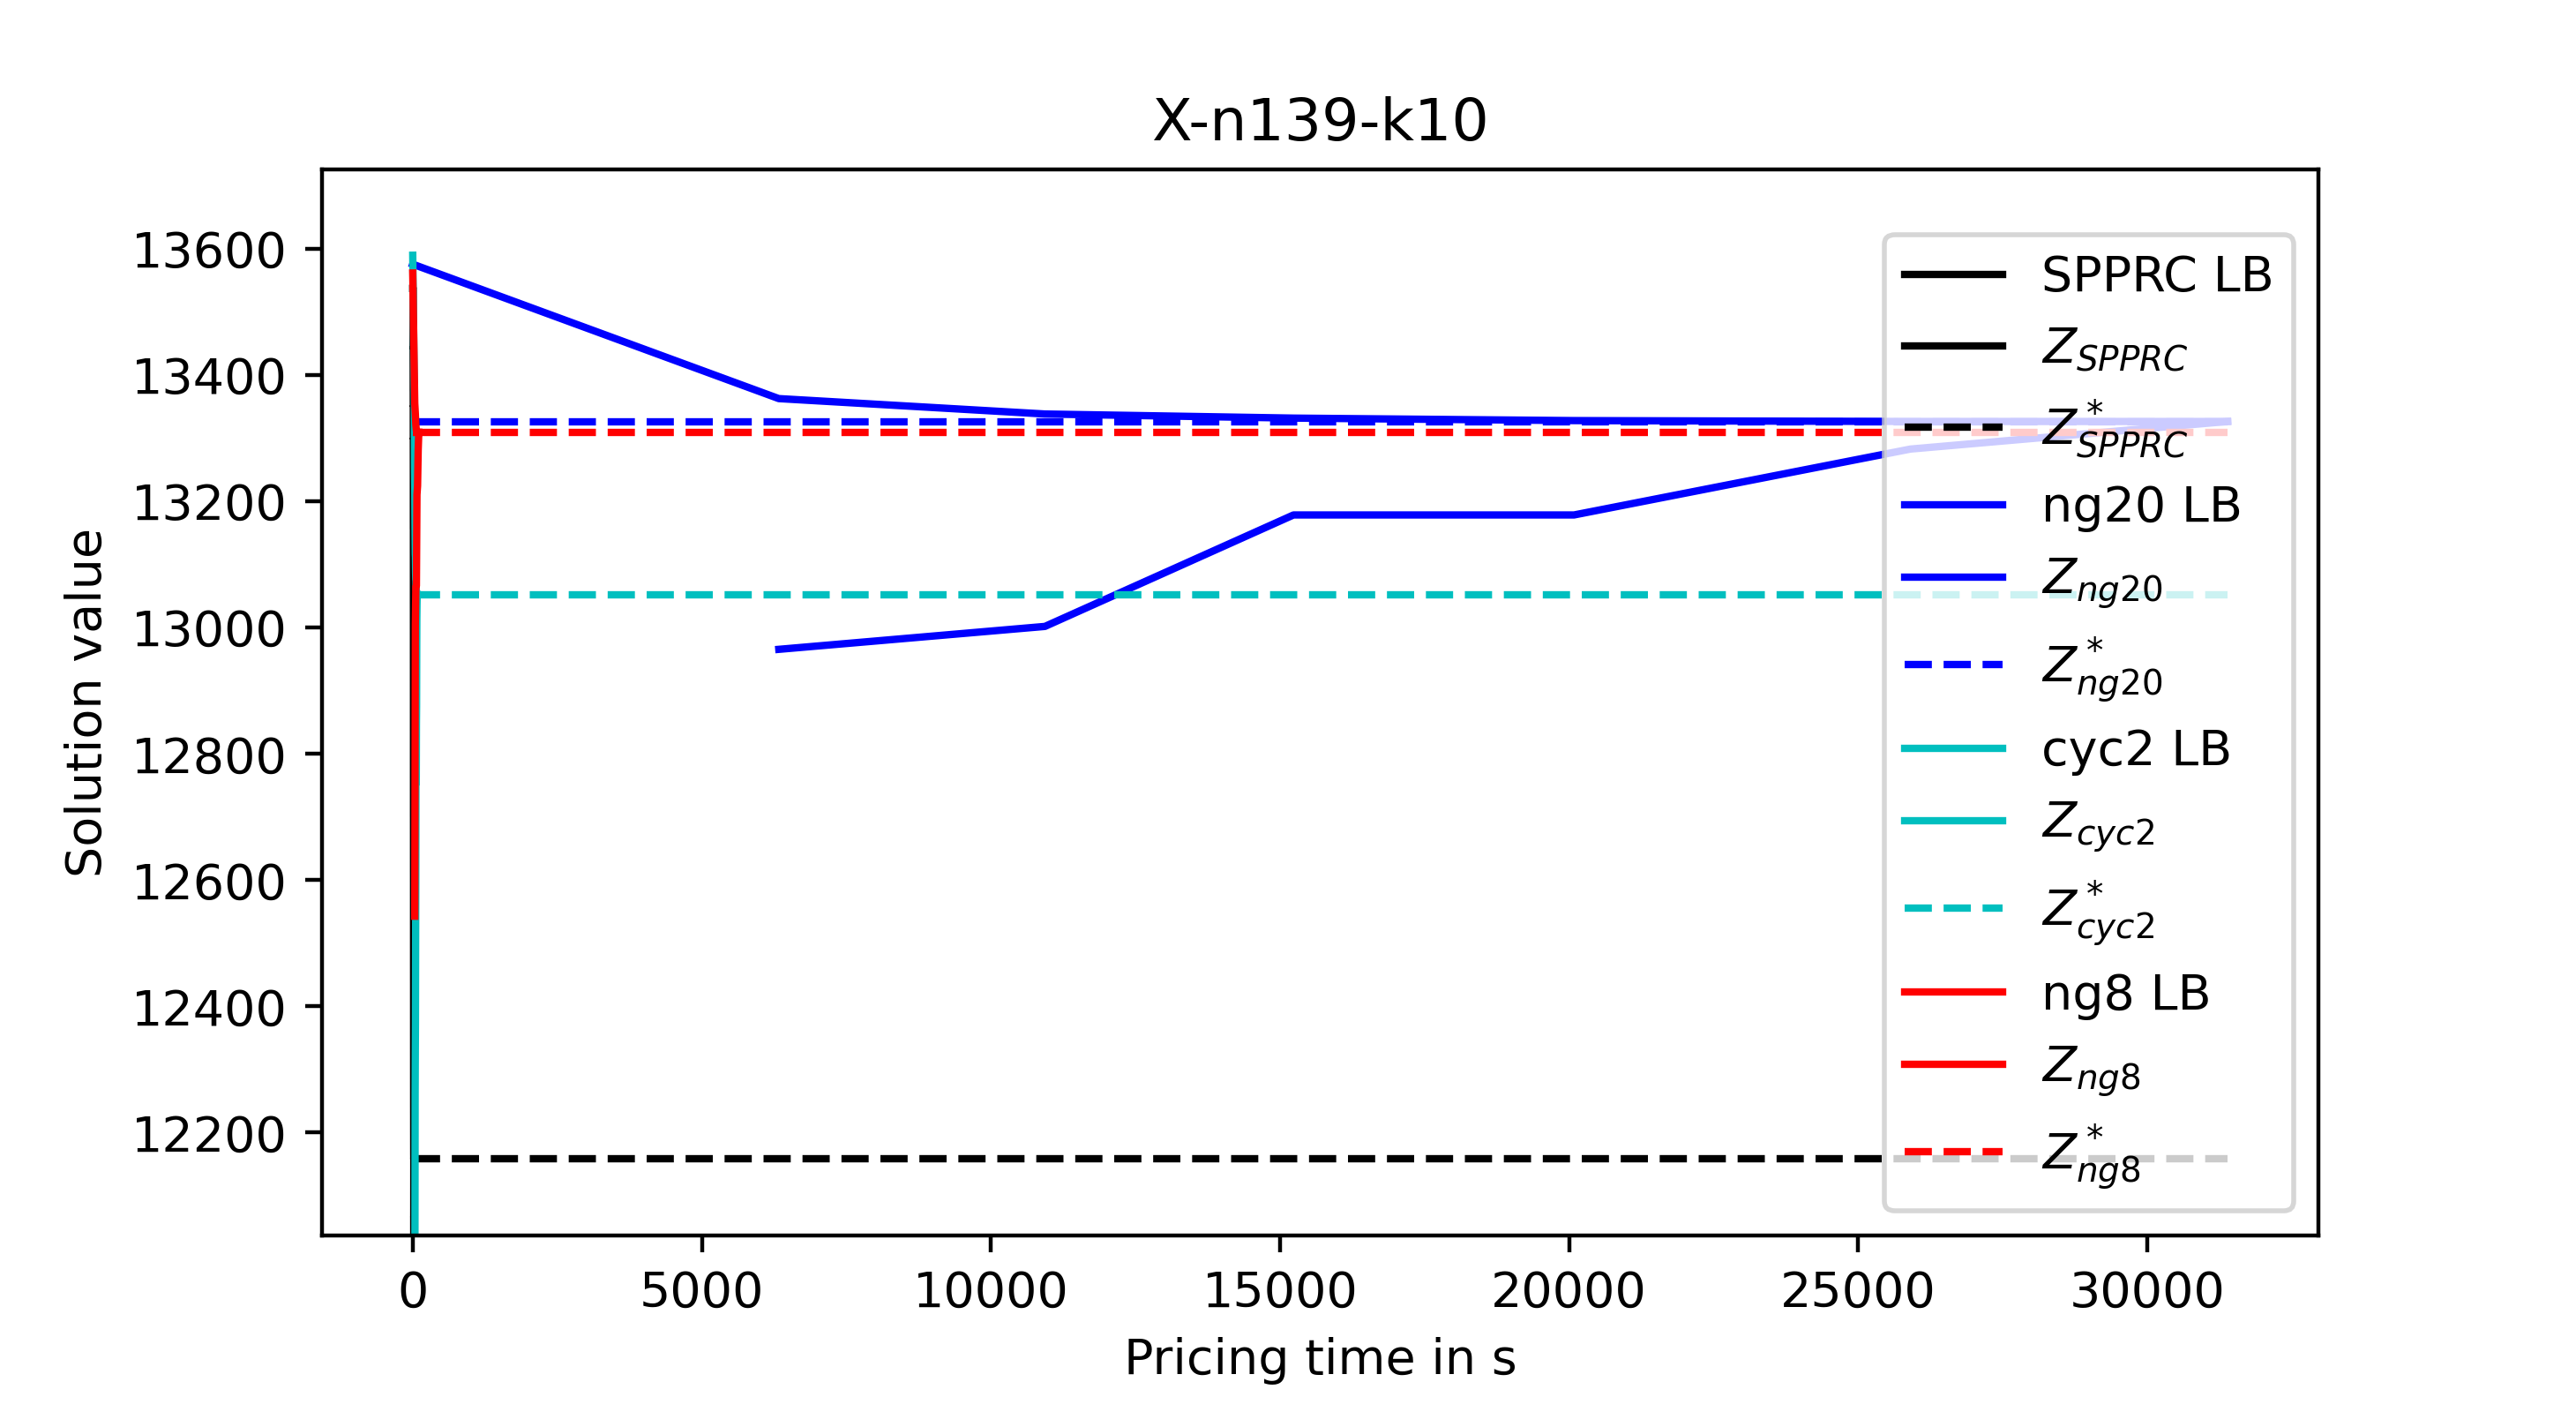 X-n139-k10
Solution value
13600
13400
13200
13000
12800
12600
12400
12200
0 5000 10000 15000 20000 25000 30000
Pricing time in s
SPPRC LB
Z_SPPRC
Z*_SPPRC
ng20 LB
Z_ng20
Z*_ng20
cyc2 LB
Z_cyc2
Z*_cyc2
ng8 LB
Z_ng8
Z*_ng8